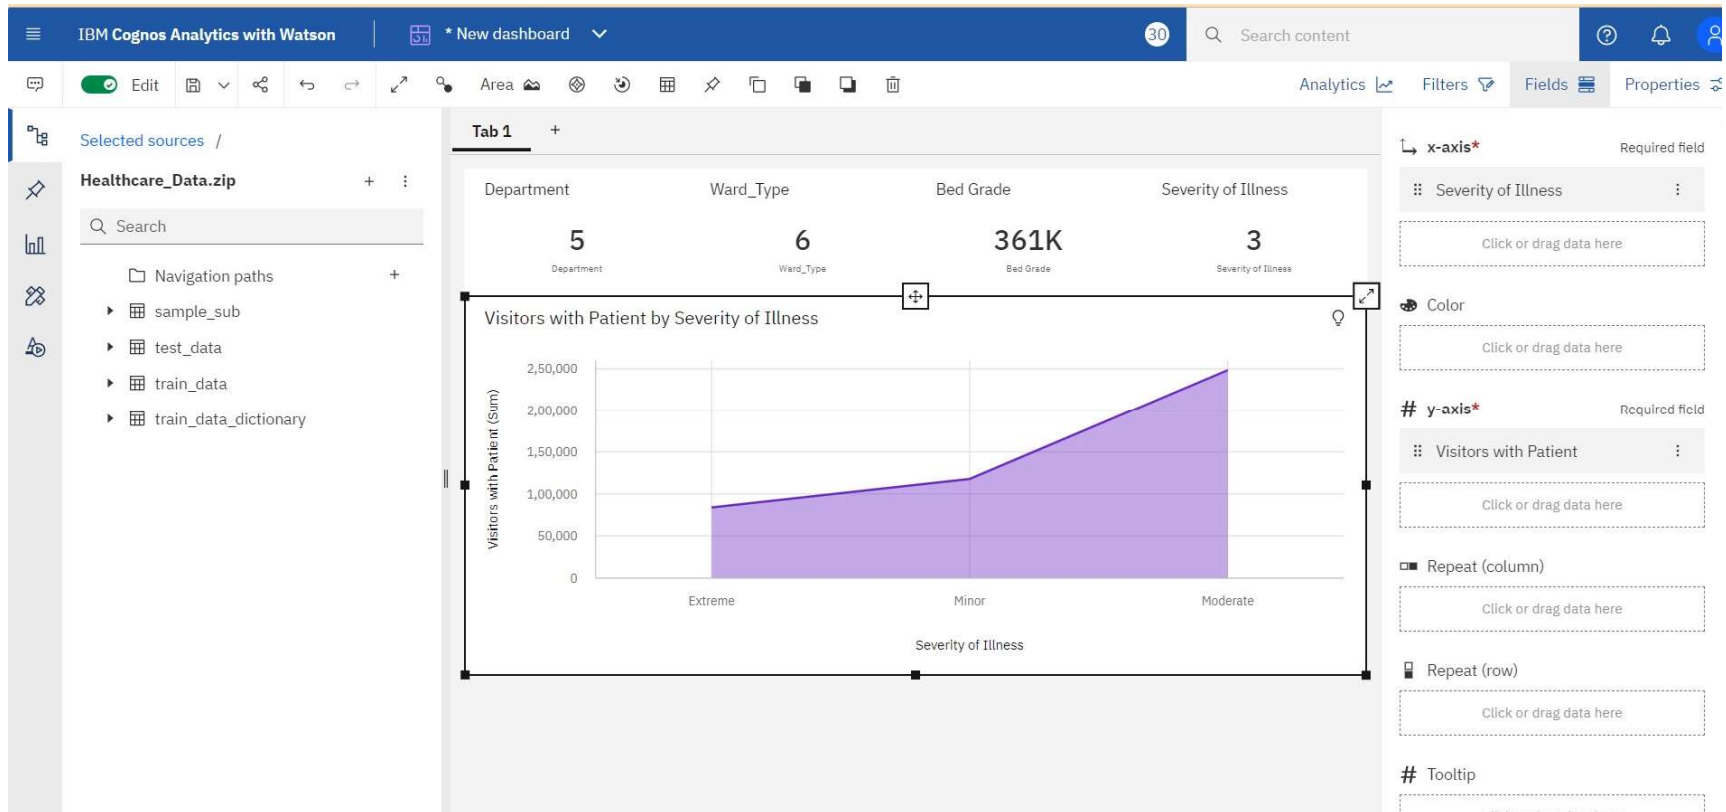 IBM Cognos Analytics with Watson
* New dashboard
30
Search content
Edit
Area
Analytics
Filters
Fields
Properties
Selected sources /
Healthcare_Data.zip
Search
Navigation paths
sample_sub
test_data
train_data
train_data_dictionary
Tab 1
Department
Ward_Type
Bed Grade
Severity of Illness
5
6
361K
3
Department
Ward_Type
Bed Grade
Severity of Illness
Visitors with Patient by Severity of Illness
Visitors with Patient (Sum)
2,50,000
2,00,000
1,50,000
1,00,000
50,000
0
Extreme
Minor
Moderate
Severity of Illness
x-axis*
Required field
Severity of Illness
Click or drag data here
Color
Click or drag data here
# y-axis*
Required field
Visitors with Patient
Click or drag data here
Repeat (column)
Click or drag data here
Repeat (row)
Click or drag data here
# Tooltip